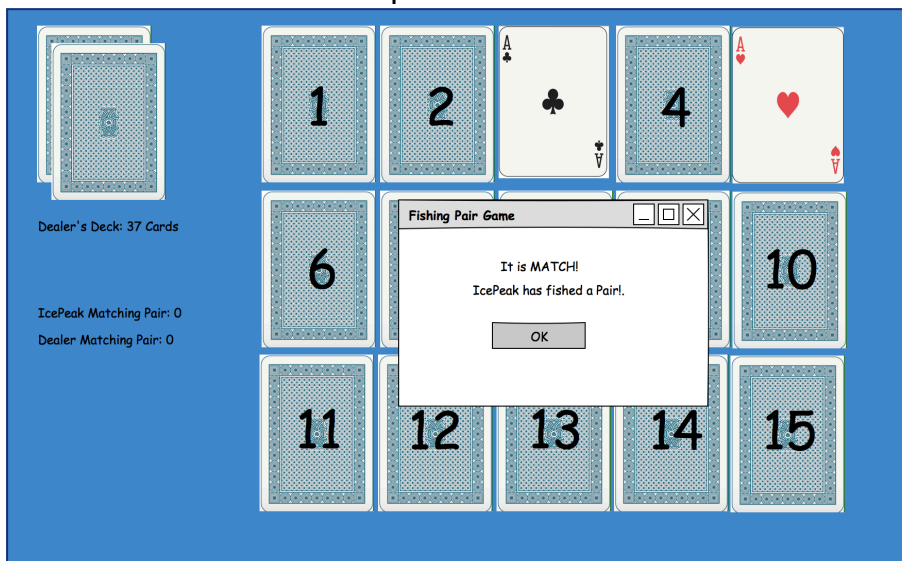 1 2 A A 4 A A
Dealer's Deck: 37 Cards
IcePeak Matching Pair: 0
Dealer Matching Pair: 0
6 10
Fishing Pair Game
It is MATCH!
IcePeak has fished a Pair!.
OK
11 12 13 14 15